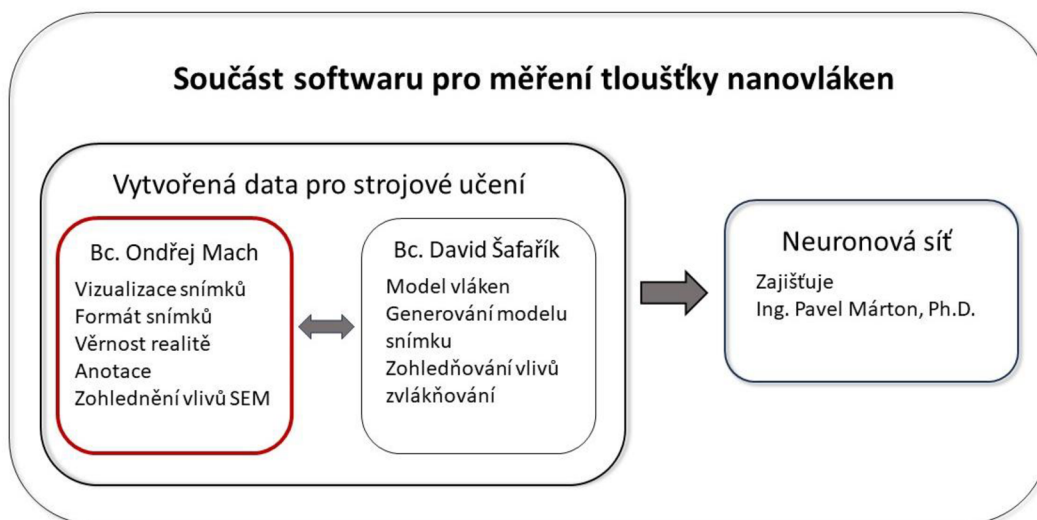 Součást softwaru pro měření tloušťky nanovláken
Vytvořená data pro strojové učení
Bc. Ondřej Mach
Vizualizace snímků
Formát snímků
Věrnost realitě
Anotace
Zohlednění vlivů SEM
Bc. David Šafařík
Model vláken
Generování modelu
snímku
Zohledňování vlivů
zvlákňování
Neuronová síť
Zajišťuje
Ing. Pavel Márton, Ph.D.